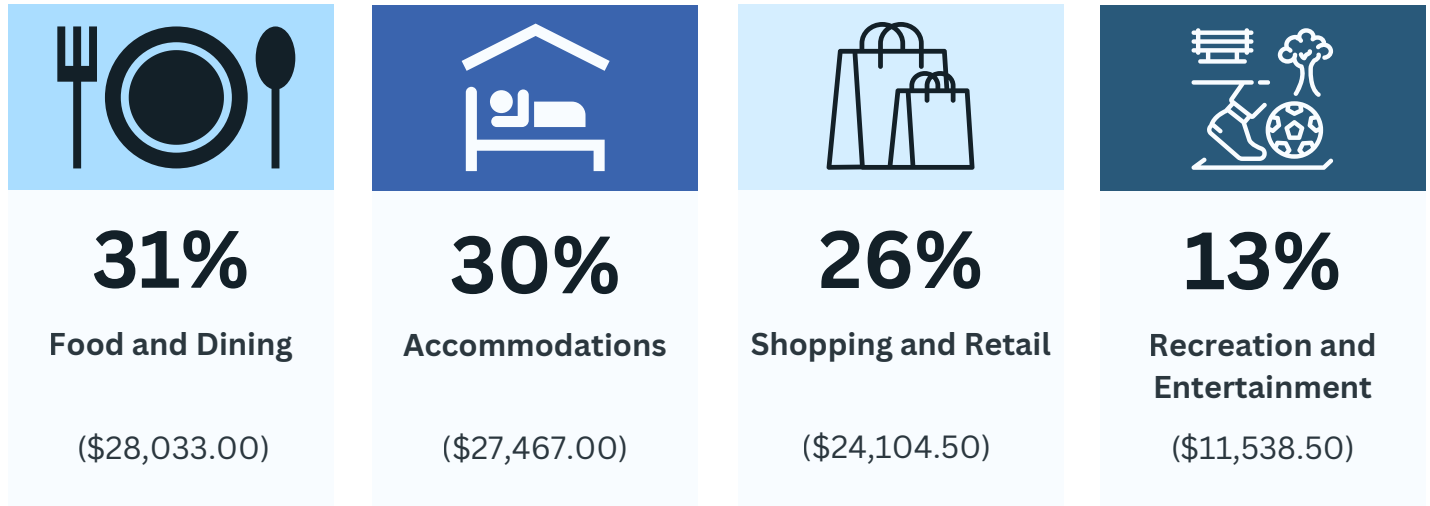 31%
Food and Dining
($28,033.00)
30%
Accommodations
($27,467.00)
26%
Shopping and Retail
($24,104.50)
13%
Recreation and
Entertainment
($11,538.50)